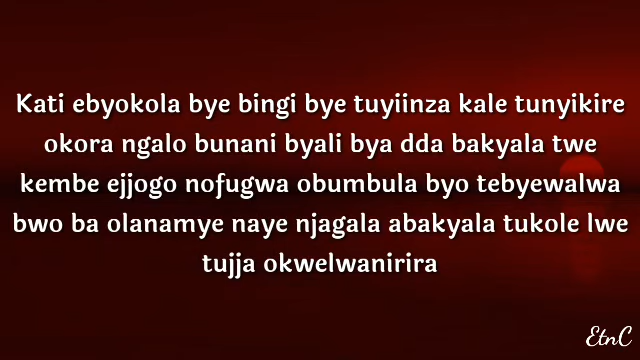 Kati ebyokola bye bingi bye tuyiinza kale tunyikire
okora ngalo bunani byali bya dda bakyala twe
kembe ejjogo nofugwa obumbula byo tebyewalwa
bwo ba olanamye naye njagala abakyala tukole lwe
tujja okwelwanirira
EtnC